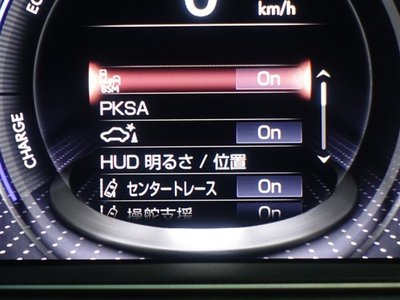 km/h
BSM On
PKSA
On
HUD 明るさ / 位置
センタートレース On
操舵支援 On
CHARGE